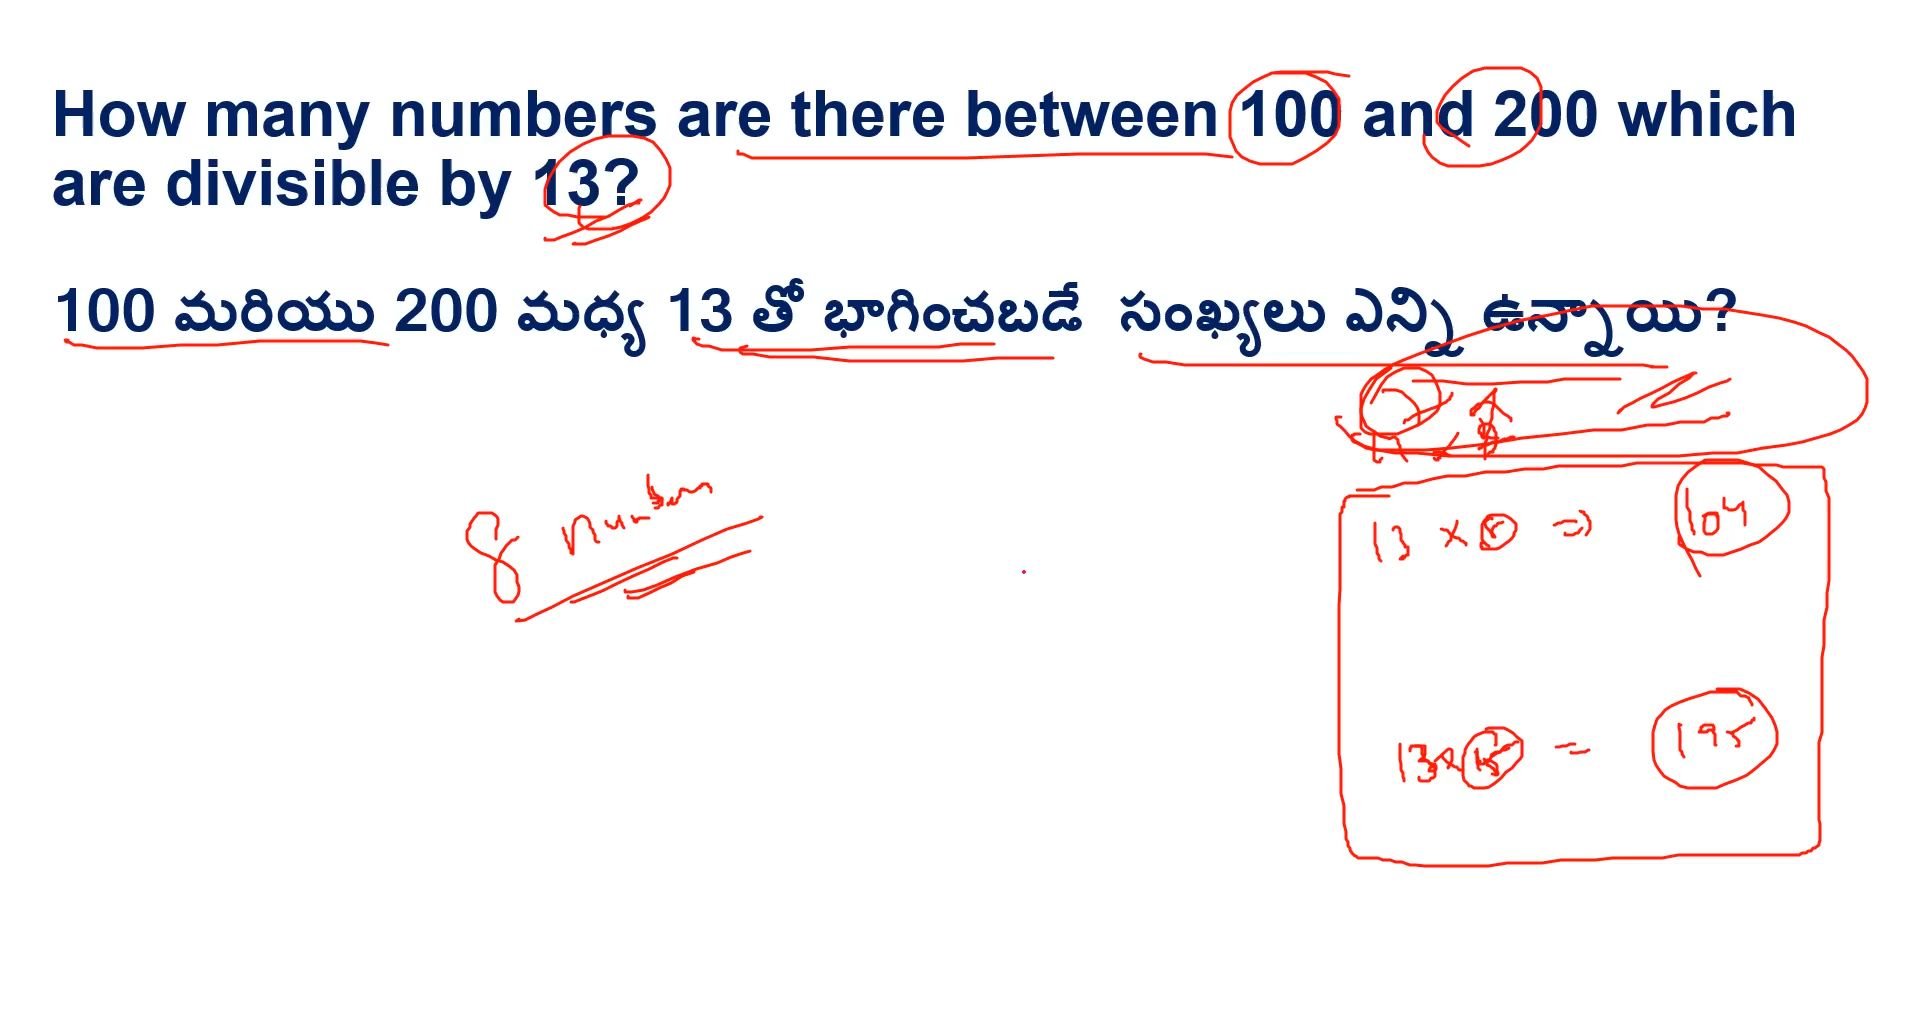 How many numbers are there between 100 and 200 which
are divisible by 13?
100 మరియు 200 మధ్య 13 తో భాగించబడే సంఖ్యలు ఎన్ని ఉన్నాయి?
8 numbers
13 × 8 ⇒ 104
13 × 15 = 195